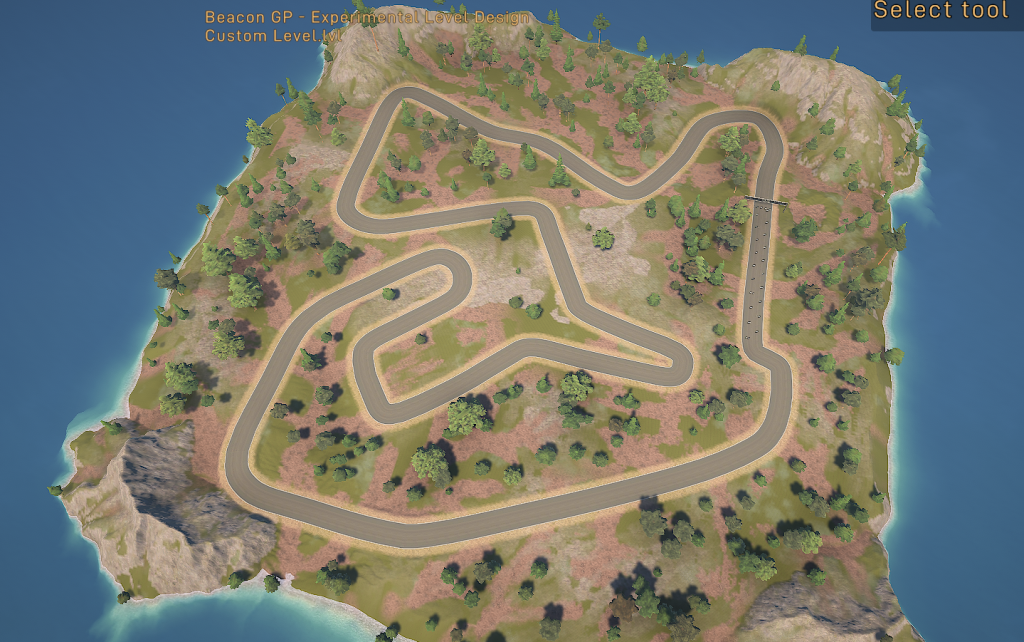 Beacon GP - Experimental Level Design
Custom Level.lvl
Select tool